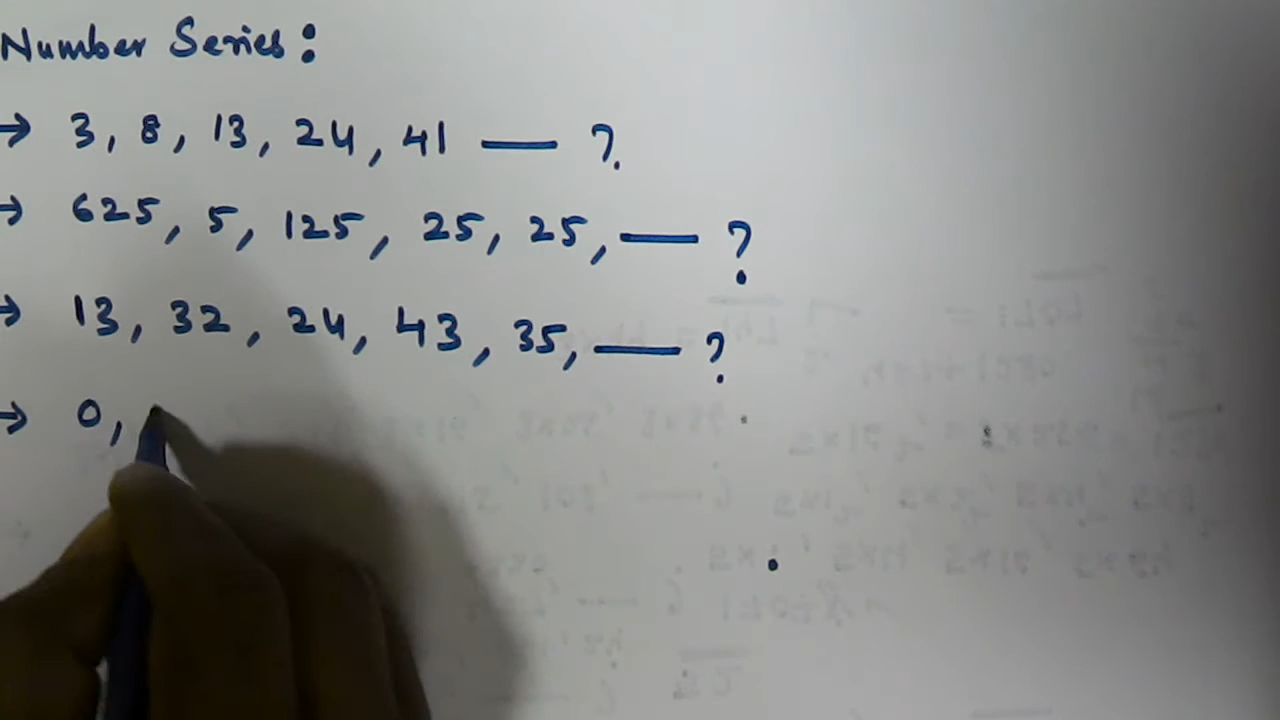 Number Series:
→ 3, 8, 13, 24, 41 — ?
→ 625, 5, 125, 25, 25, — ?
→ 13, 32, 24, 43, 35, — ?
→ 0,